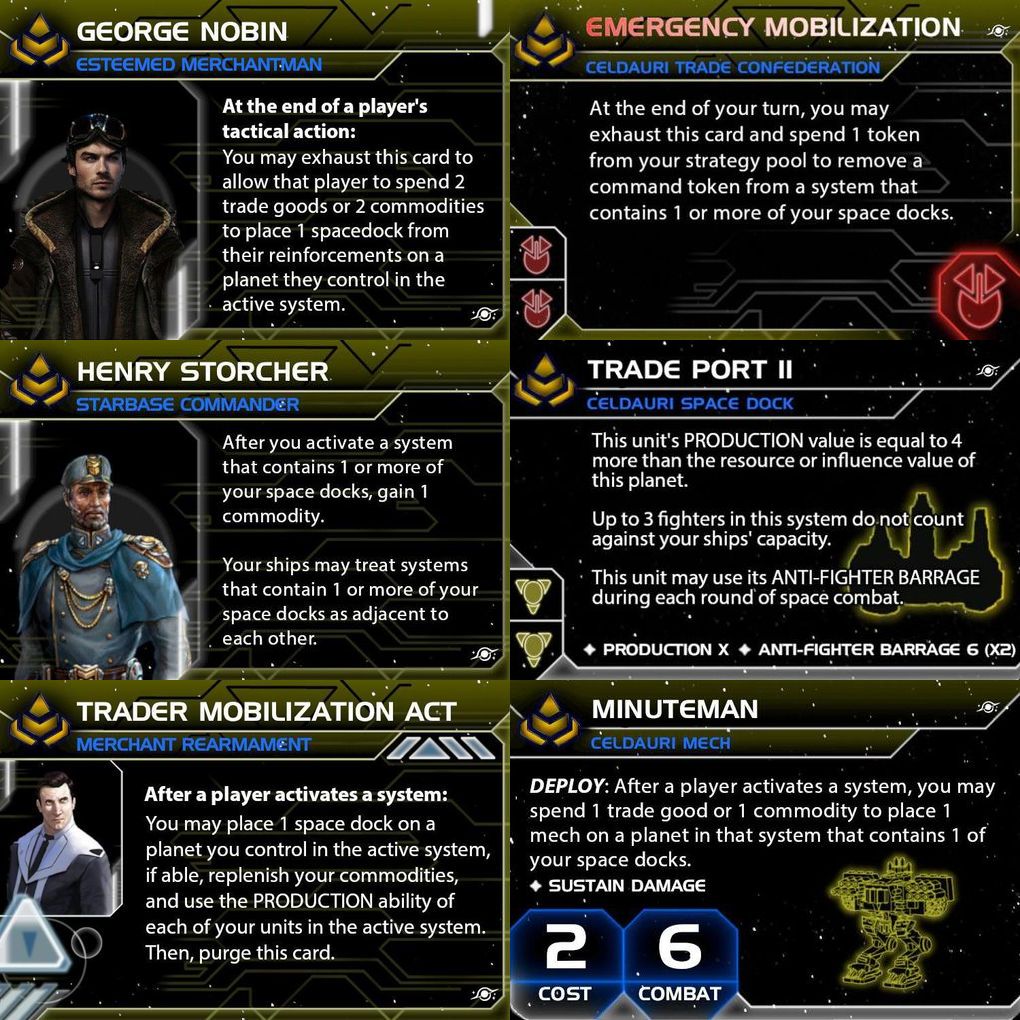 GEORGE NOBIN
ESTEEMED MERCHANTMAN
At the end of a player's
tactical action:
You may exhaust this card to
allow that player to spend 2
trade goods or 2 commodities
to place 1 spacedock from
their reinforcements on a
planet they control in the
active system.
EMERGENCY MOBILIZATION
CELDAURI TRADE CONFEDERATION
At the end of your turn, you may
exhaust this card and spend 1 token
from your strategy pool to remove a
command token from a system that
contains 1 or more of your space docks.
HENRY STORCHER
STARBASE COMMANDER
After you activate a system
that contains 1 or more of
your space docks, gain 1
commodity.
Your ships may treat systems
that contain 1 or more of your
space docks as adjacent to
each other.
TRADE PORT II
CELDAURI SPACE DOCK
This unit's PRODUCTION value is equal to 4
more than the resource or influence value of
this planet.
Up to 3 fighters in this system do not count
against your ships' capacity.
This unit may use its ANTI-FIGHTER BARRAGE
during each round of space combat.
PRODUCTION X ANTI-FIGHTER BARRAGE 6 (X2)
TRADER MOBILIZATION ACT
MERCHANT REARMAMENT
After a player activates a system:
You may place 1 space dock on a
planet you control in the active system,
if able, replenish your commodities,
and use the PRODUCTION ability of
each of your units in the active system.
Then, purge this card.
MINUTEMAN
CELDAURI MECH
DEPLOY: After a player activates a system, you may
spend 1 trade good or 1 commodity to place 1
mech on a planet in that system that contains 1 of
your space docks.
SUSTAIN DAMAGE
2 6
COST COMBAT